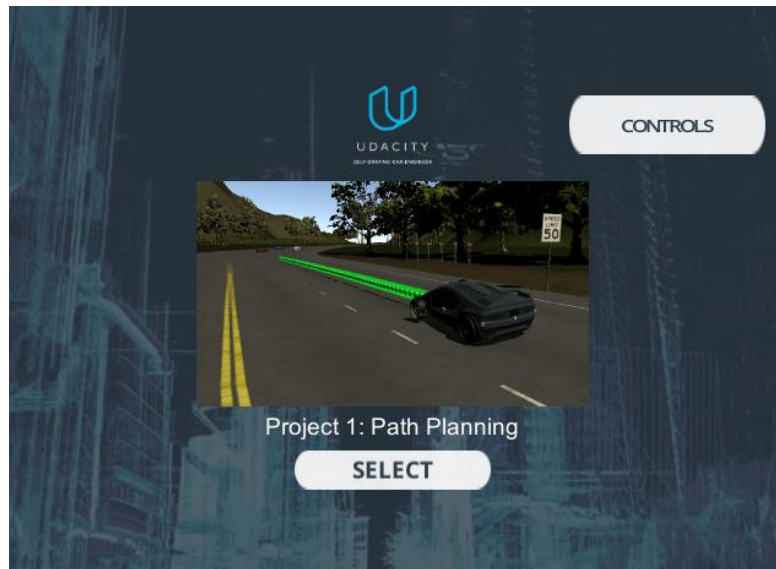 UDACITY
SELF-DRIVING CAR ENGINEER
CONTROLS
SPEED
LIMIT
50
Project 1: Path Planning
SELECT